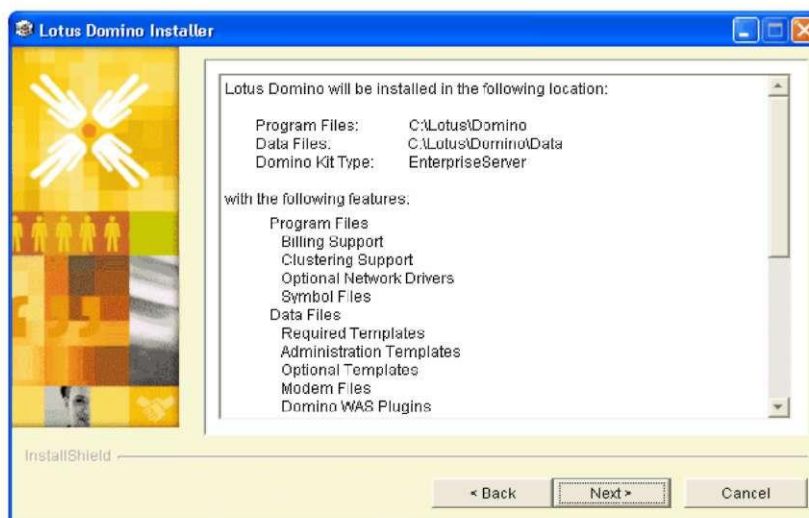 Lotus Domino Installer
Lotus Domino will be installed in the following location:
Program Files: C:\Lotus\Domino
Data Files: C:\Lotus\Domino\Data
Domino Kit Type: EnterpriseServer
with the following features:
Program Files
Billing Support
Clustering Support
Optional Network Drivers
Symbol Files
Data Files
Required Templates
Administration Templates
Optional Templates
Modem Files
Domino WAS Plugins
InstallShield
< Back
Next >
Cancel